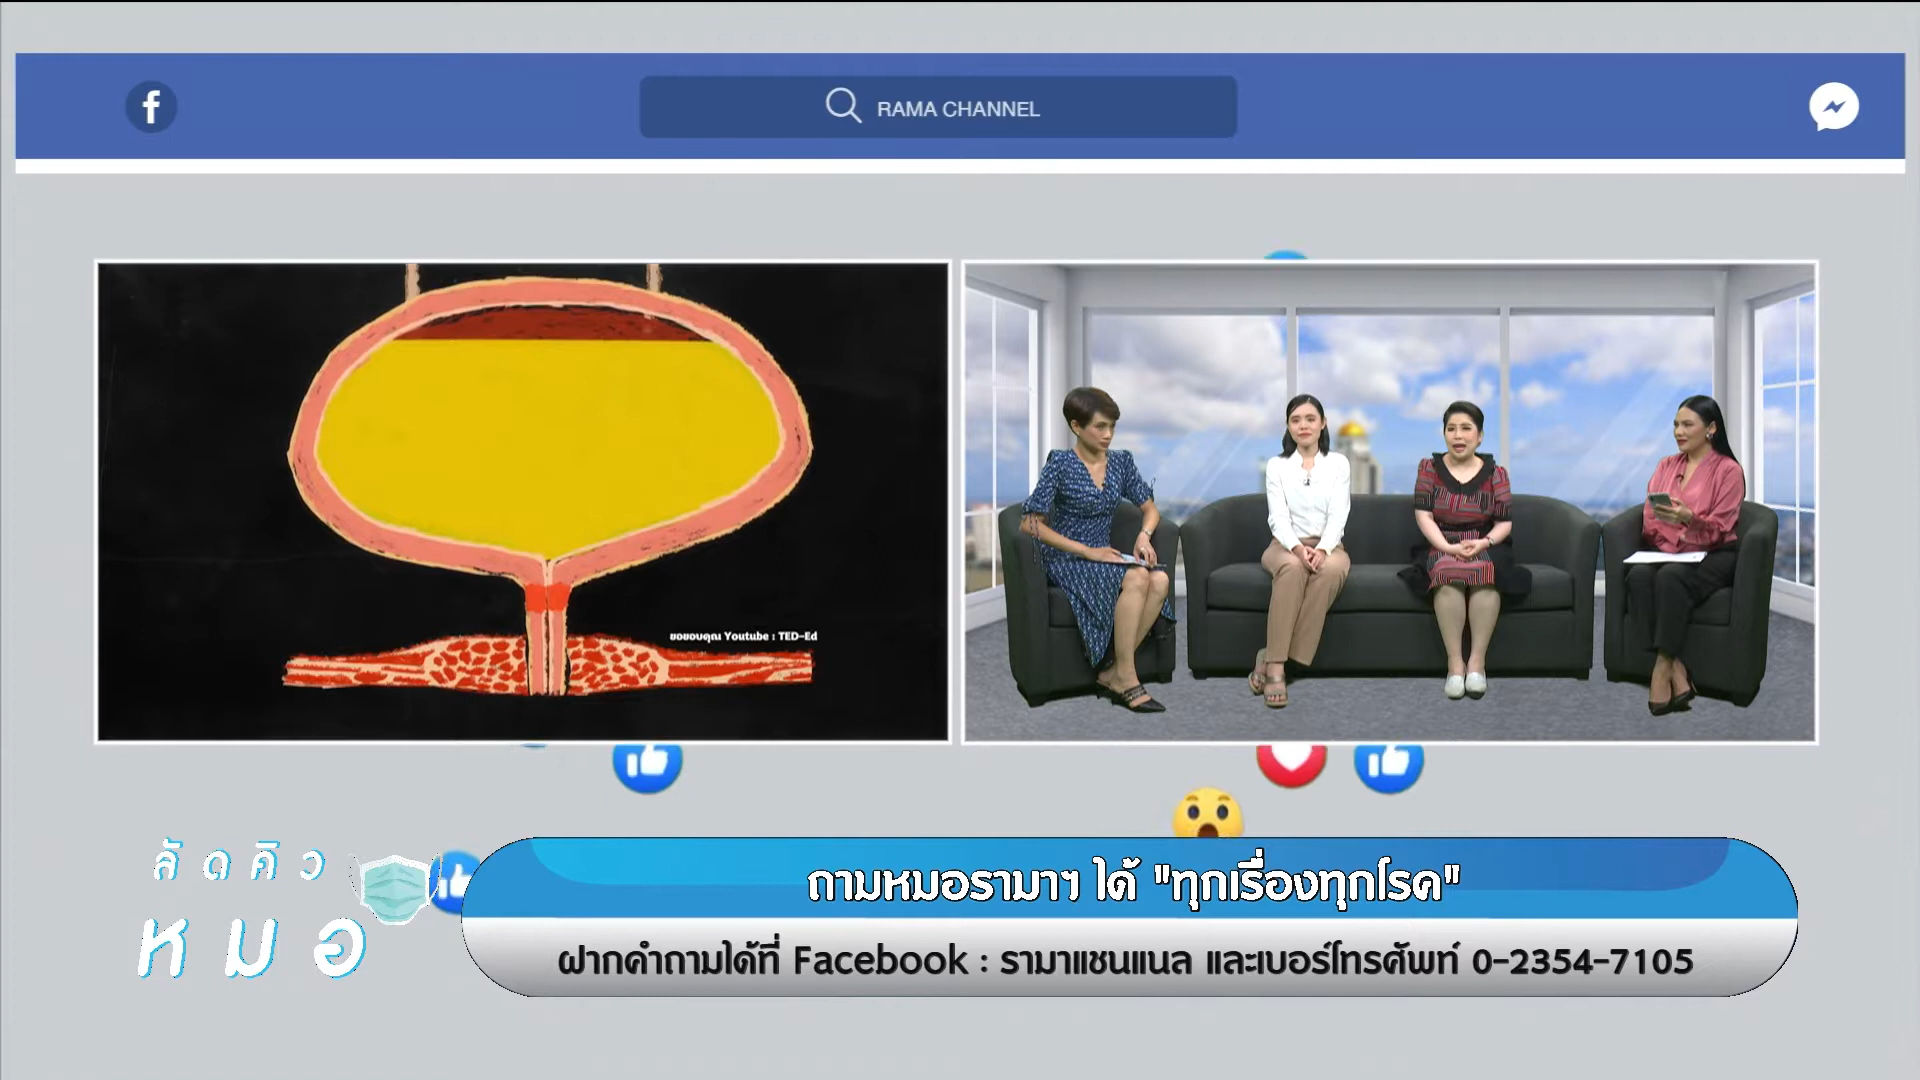 RAMA CHANNEL
ขอขอบคุณ Youtube : TED-Ed
ลัดคิว
หมอ
ถามหมอรามาฯ ได้ "ทุกเรื่องทุกโรค"
ฝากคำถามได้ที่ Facebook : รามาแชนแนล และเบอร์โทรศัพท์ 0-2354-7105